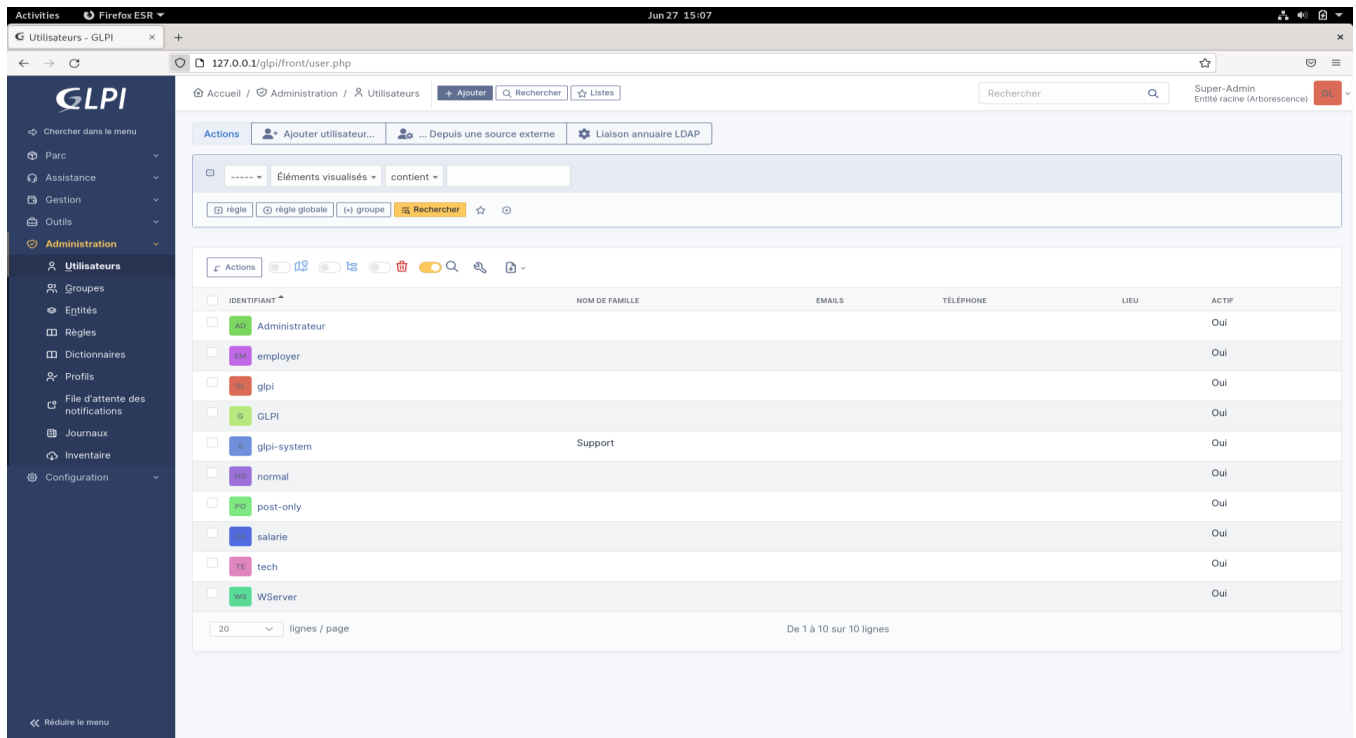 Activities Firefox ESR Jun 27 15:07
Utilisateurs - GLPI × + ×
127.0.0.1/glpi/front/user.php
GLPI
Accueil / Administration / Utilisateurs + Ajouter Rechercher Listes Rechercher Super-Admin
Entité racine (Arborescence) GL
Chercher dans le menu
Parc
Assistance
Gestion
Outils
Administration
Utilisateurs
Groupes
Entités
Règles
Dictionnaires
Profils
File d'attente des
notifications
Journaux
Inventaire
Configuration
Réduire le menu
Actions Ajouter utilisateur... ... Depuis une source externe Liaison annuaire LDAP
----- Éléments visualisés contient
règle règle globale (+) groupe Rechercher
Actions
IDENTIFIANT NOM DE FAMILLE EMAILS TÉLÉPHONE LIEU ACTIF
AD Administrateur Oui
EM employer Oui
GL glpi Oui
G GLPI Oui
S glpi-system Support Oui
NO normal Oui
PO post-only Oui
SA salarie Oui
TE tech Oui
WS WServer Oui
20 lignes / page De 1 à 10 sur 10 lignes